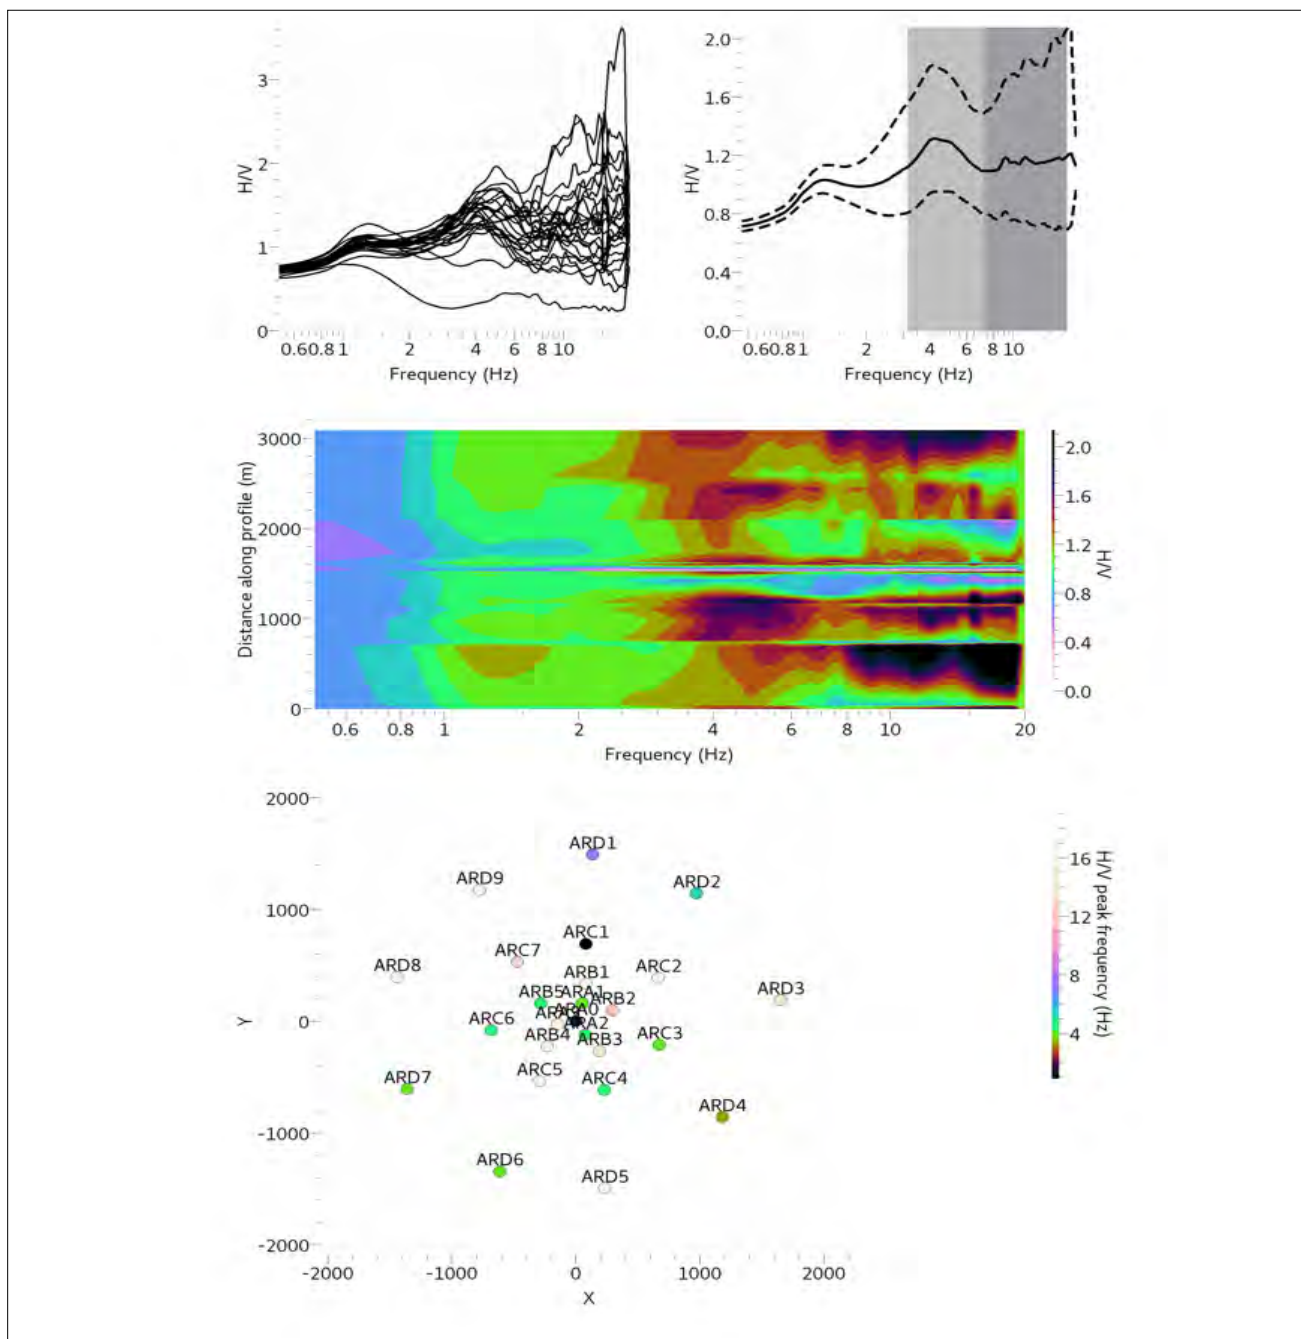 3
2
1
0
H/V
0.60.81 2 4 6 8 10
Frequency (Hz)
2.0
1.6
1.2
0.8
0.4
0.0
H/V
0.60.81 2 4 6 8 10
Frequency (Hz)
3000
2000
1000
0
Distance along profile (m)
0.6 0.8 1 2 4 6 8 10 20
Frequency (Hz)
2.0
1.6
1.2
0.8
0.4
0.0
H/V
2000
1000
0
-1000
-2000
Y
-2000 -1000 0 1000 2000
X
ARD1
ARD9
ARD2
ARC1
ARC7
ARD8
ARC2
ARB1
ARD3
ARB5
ARA1
ARB2
ARA0
ARC6
ARA2
ARB4
ARB3
ARC3
ARC5
ARC4
ARD7
ARD4
ARD6
ARD5
16
12
8
4
H/V peak frequency (Hz)